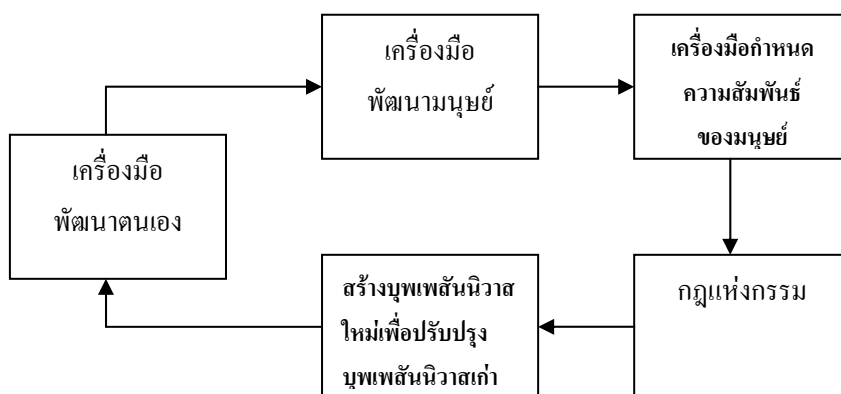 เครื่องมือ
พัฒนามนุษย์
เครื่องมือกำหนด
ความสัมพันธ์
ของมนุษย์
เครื่องมือ
พัฒนาตนเอง
สร้างบุพเพสันนิวาส
ใหม่เพื่อปรับปรุง
บุพเพสันนิวาสเก่า
กฎแห่งกรรม